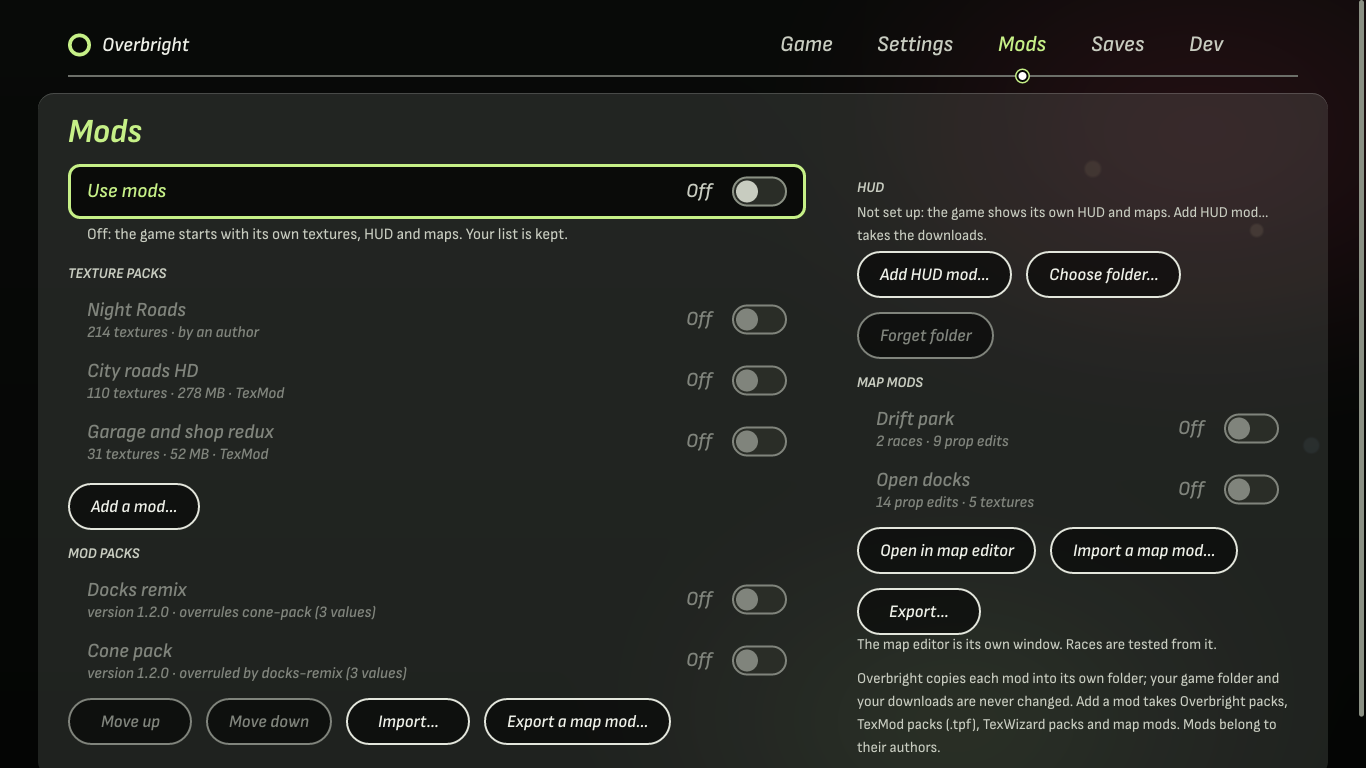 Overbright
Game Settings Mods Saves Dev
Mods
Use mods Off
Off: the game starts with its own textures, HUD and maps. Your list is kept.
TEXTURE PACKS
Night Roads Off
214 textures · by an author
City roads HD Off
110 textures · 278 MB · TexMod
Garage and shop redux Off
31 textures · 52 MB · TexMod
Add a mod...
MOD PACKS
Docks remix Off
version 1.2.0 · overrules cone-pack (3 values)
Cone pack Off
version 1.2.0 · overruled by docks-remix (3 values)
Move up Move down Import... Export a map mod...
HUD
Not set up: the game shows its own HUD and maps. Add HUD mod...
takes the downloads.
Add HUD mod... Choose folder...
Forget folder
MAP MODS
Drift park Off
2 races · 9 prop edits
Open docks Off
14 prop edits · 5 textures
Open in map editor Import a map mod...
Export...
The map editor is its own window. Races are tested from it.
Overbright copies each mod into its own folder; your game folder and
your downloads are never changed. Add a mod takes Overbright packs,
TexMod packs (.tpf), TexWizard packs and map mods. Mods belong to
their authors.